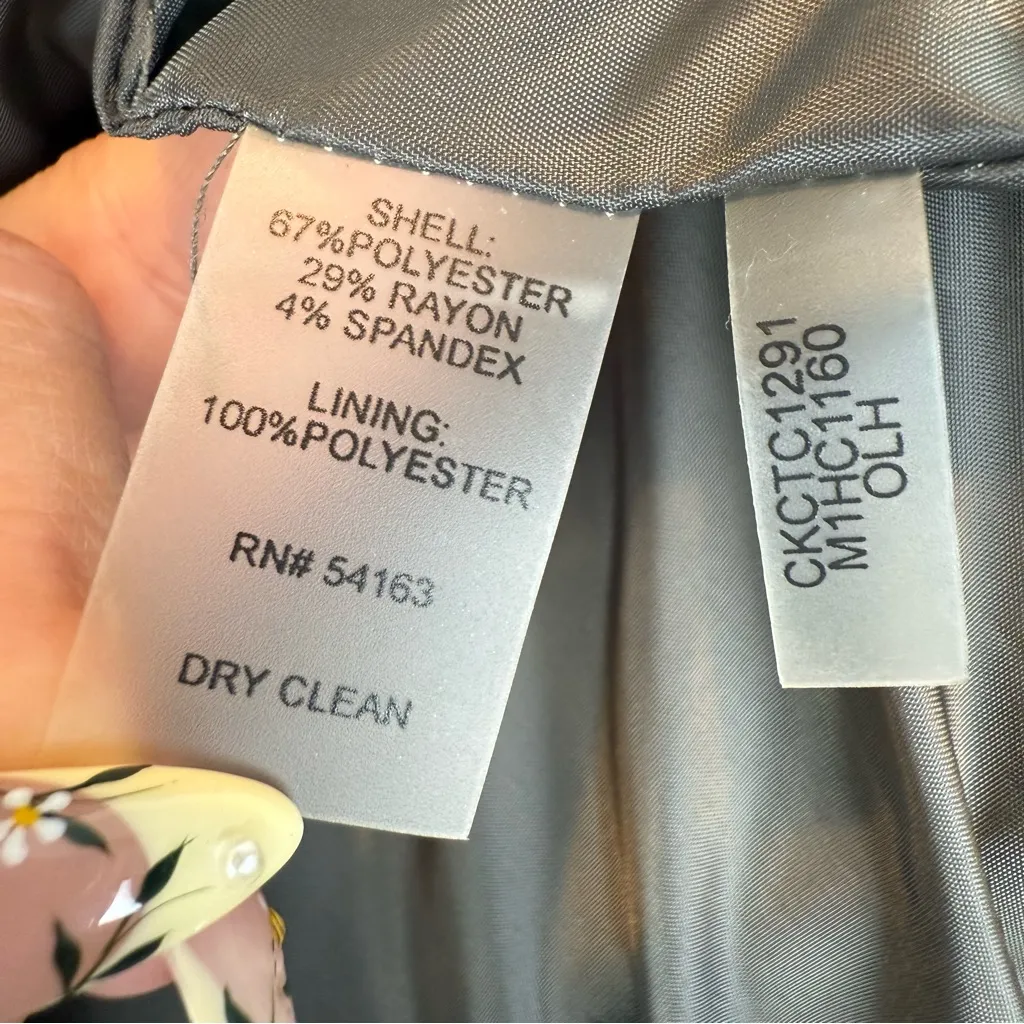 SHELL:
67%POLYESTER
29% RAYON
4% SPANDEX
LINING:
100%POLYESTER
RN# 54163
DRY CLEAN
CKCTC1291
M1HC1160
OLH